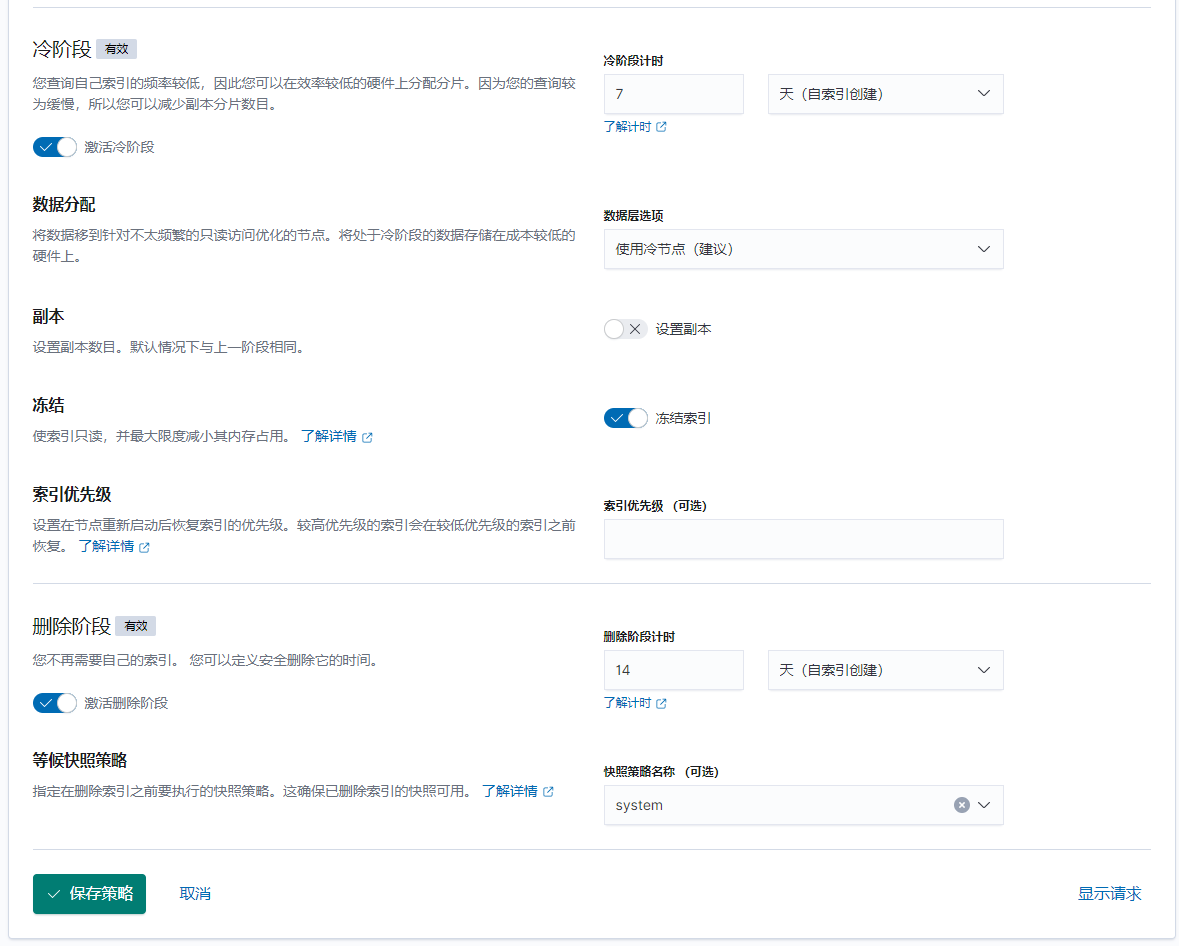 冷阶段 有效
您查询自己索引的频率较低，因此您可以在效率较低的硬件上分配分片。因为您的查询较
为缓慢，所以您可以减少副本分片数目。
激活冷阶段
冷阶段计时
7 天（自索引创建）
了解计时
数据分配
将数据移到针对不太频繁的只读访问优化的节点。将处于冷阶段的数据存储在成本较低的
硬件上。
数据层选项
使用冷节点（建议）
副本
设置副本数目。默认情况下与上一阶段相同。
设置副本
冻结
使索引只读，并最大限度减小其内存占用。 了解详情
冻结索引
索引优先级
设置在节点重新启动后恢复索引的优先级。较高优先级的索引会在较低优先级的索引之前
恢复。 了解详情
索引优先级 （可选）
删除阶段 有效
您不再需要自己的索引。 您可以定义安全删除它的时间。
激活删除阶段
删除阶段计时
14 天（自索引创建）
了解计时
等候快照策略
指定在删除索引之前要执行的快照策略。这确保已删除索引的快照可用。 了解详情
快照策略名称 （可选）
system
保存策略 取消 显示请求